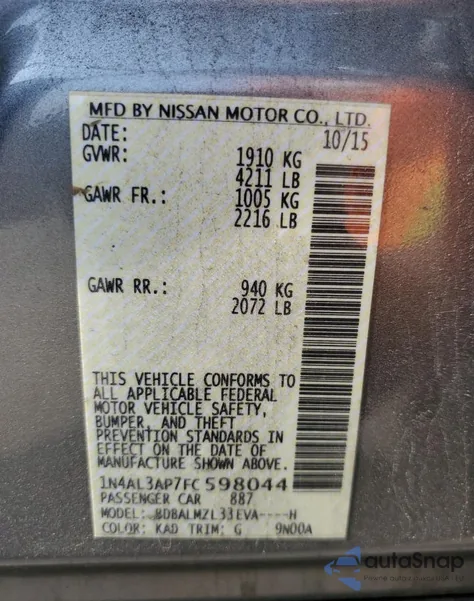 MFD BY NISSAN MOTOR CO., LTD.
DATE: 10/15
GVWR: 1910 KG
4211 LB
GAWR FR.: 1005 KG
2216 LB
GAWR RR.: 940 KG
2072 LB
THIS VEHICLE CONFORMS TO
ALL APPLICABLE FEDERAL
MOTOR VEHICLE SAFETY,
BUMPER, AND THEFT
PREVENTION STANDARDS IN
EFFECT ON THE DATE OF
MANUFACTURE SHOWN ABOVE.
1N4AL3AP7FC598044
PASSENGER CAR 887
MODEL: BDBALMZL33EVA----H
COLOR: KAD TRIM: G 9N00A
autoSnap